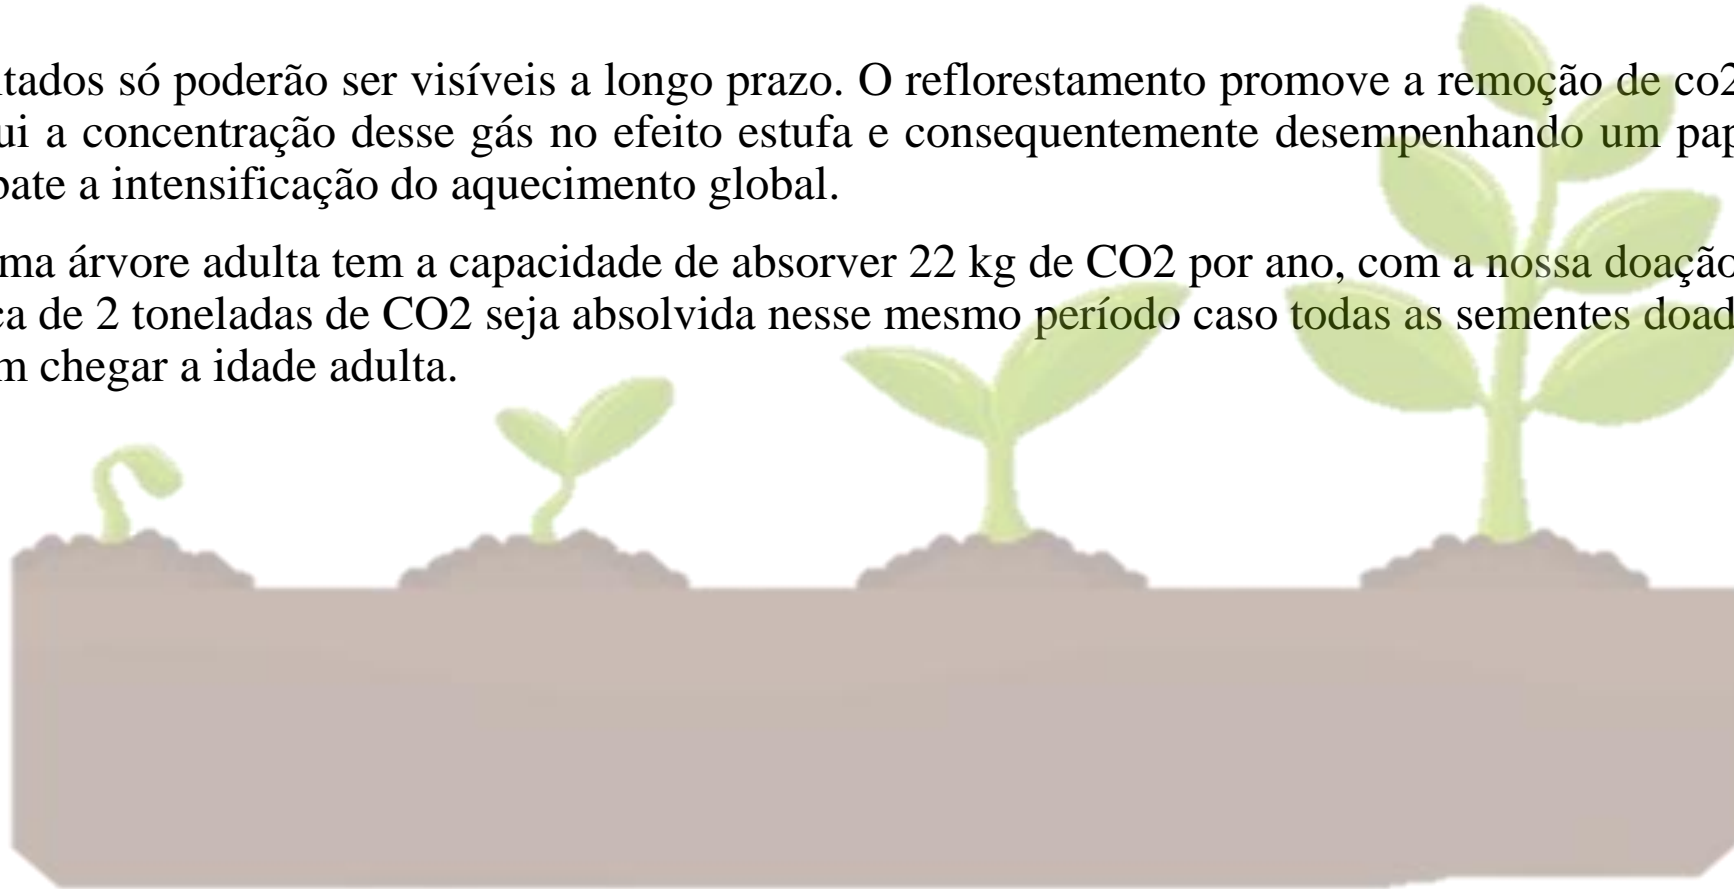 tados só poderão ser visíveis a longo prazo. O reflorestamento promove a remoção de co2
ui a concentração desse gás no efeito estufa e consequentemente desempenhando um pap
bate a intensificação do aquecimento global.
ma árvore adulta tem a capacidade de absorver 22 kg de CO2 por ano, com a nossa doação
ca de 2 toneladas de CO2 seja absolvida nesse mesmo período caso todas as sementes doad
m chegar a idade adulta.